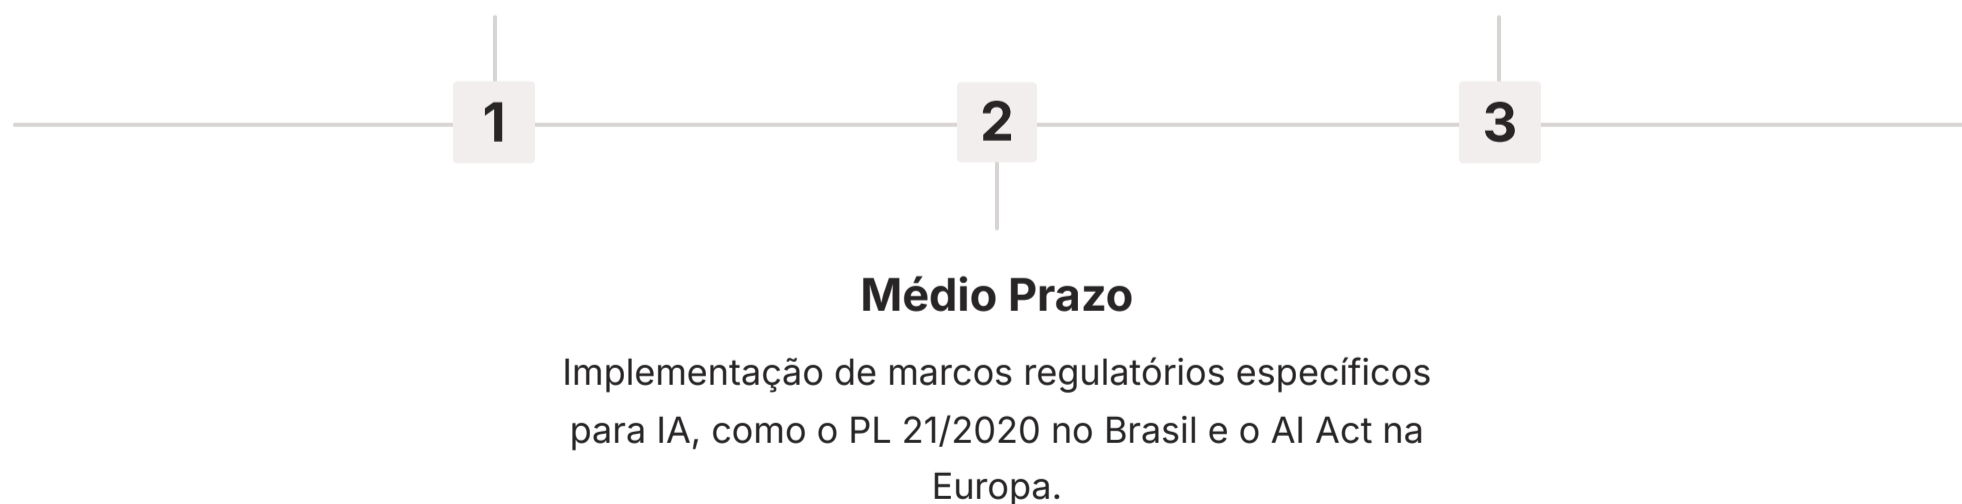 1 2 3
Médio Prazo
Implementação de marcos regulatórios específicos
para IA, como o PL 21/2020 no Brasil e o AI Act na
Europa.